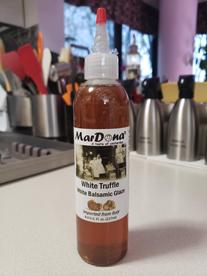 MarDona
White Truffle
White Balsamic Glaze
Imported from Italy